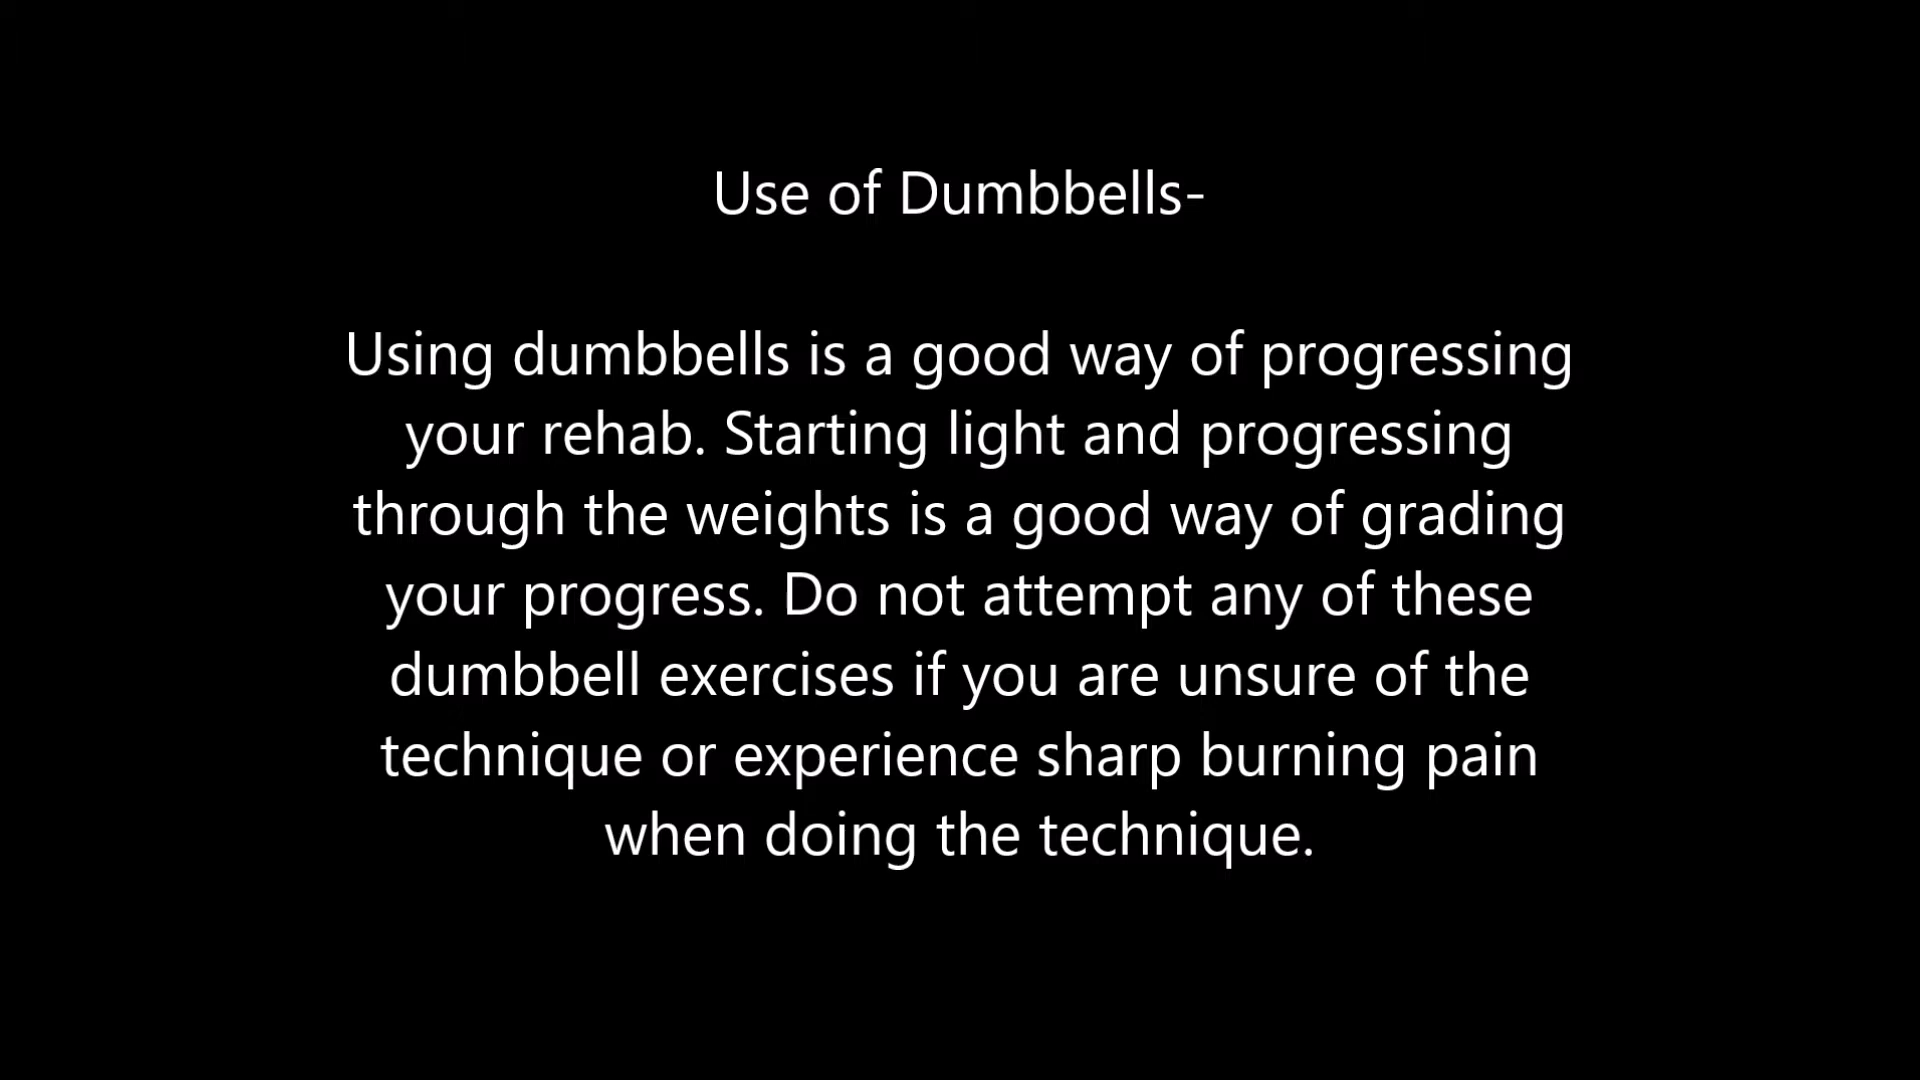 Use of Dumbbells-
Using dumbbells is a good way of progressing
your rehab. Starting light and progressing
through the weights is a good way of grading
your progress. Do not attempt any of these
dumbbell exercises if you are unsure of the
technique or experience sharp burning pain
when doing the technique.